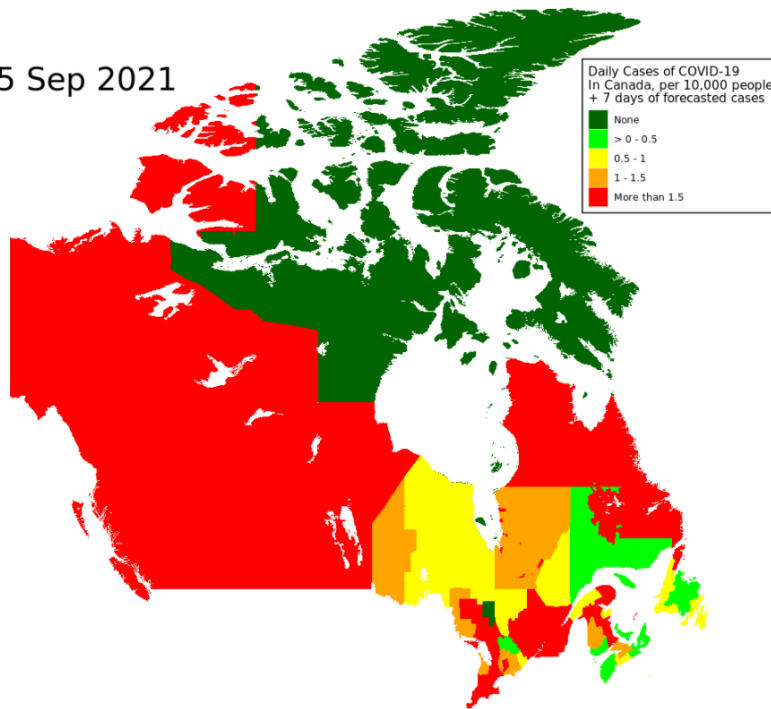 5 Sep 2021
Daily Cases of COVID-19
In Canada, per 10,000 people
+ 7 days of forecasted cases
None
> 0 - 0.5
0.5 - 1
1 - 1.5
More than 1.5